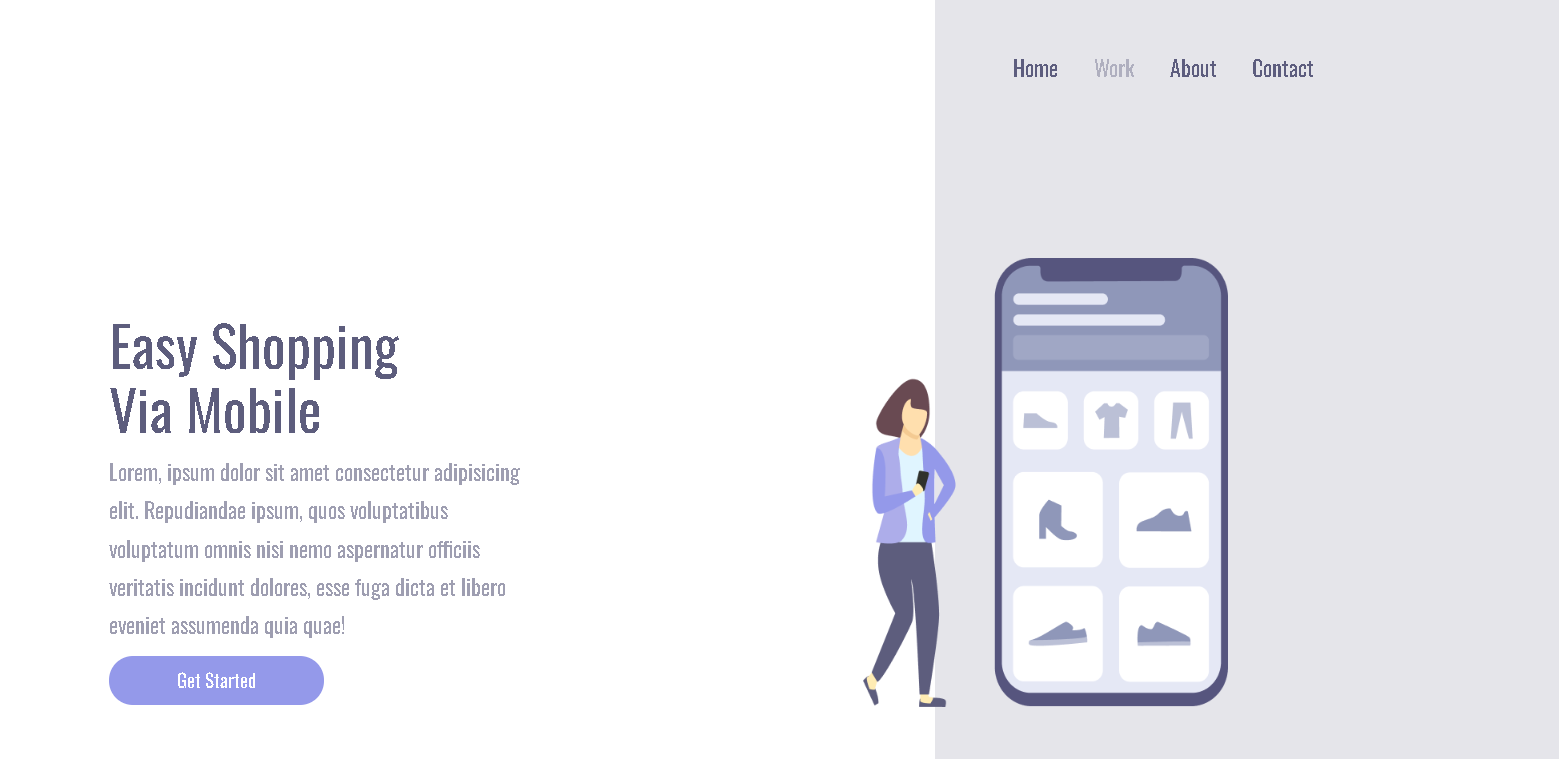 Home Work About Contact
Easy Shopping
Via Mobile
Lorem, ipsum dolor sit amet consectetur adipisicing
elit. Repudiandae ipsum, quos voluptatibus
voluptatum omnis nisi nemo aspernatur officiis
veritatis incidunt dolores, esse fuga dicta et libero
eveniet assumenda quia quae!
Get Started